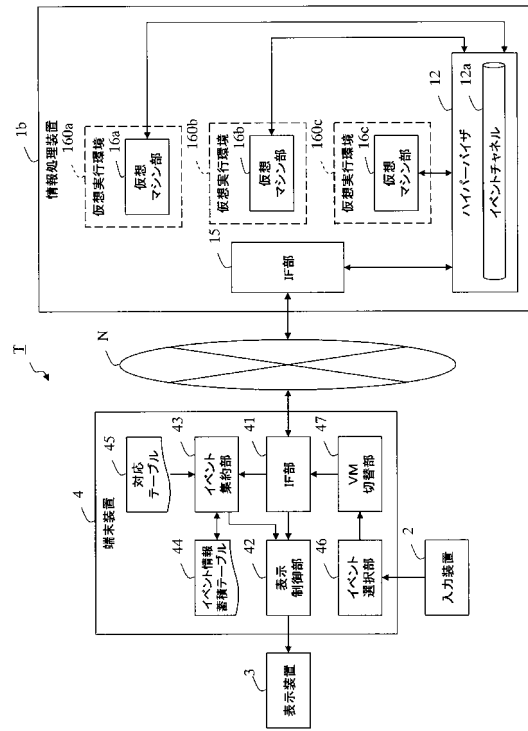 T
4
端末装置
45
対応
テーブル
43
イベント
集約部
44
イベント情報
蓄積テーブル
41
IF部
42
表示
制御部
47
VM
切替部
46
イベント
選択部
3
表示装置
2
入力装置
N
1b
情報処理装置
160a
仮想実行環境
16a
仮想
マシン部
160b
仮想実行環境
16b
仮想
マシン部
160c
仮想実行環境
16c
仮想
マシン部
15
IF部
12
ハイパーバイザ
12a
イベントチャネル